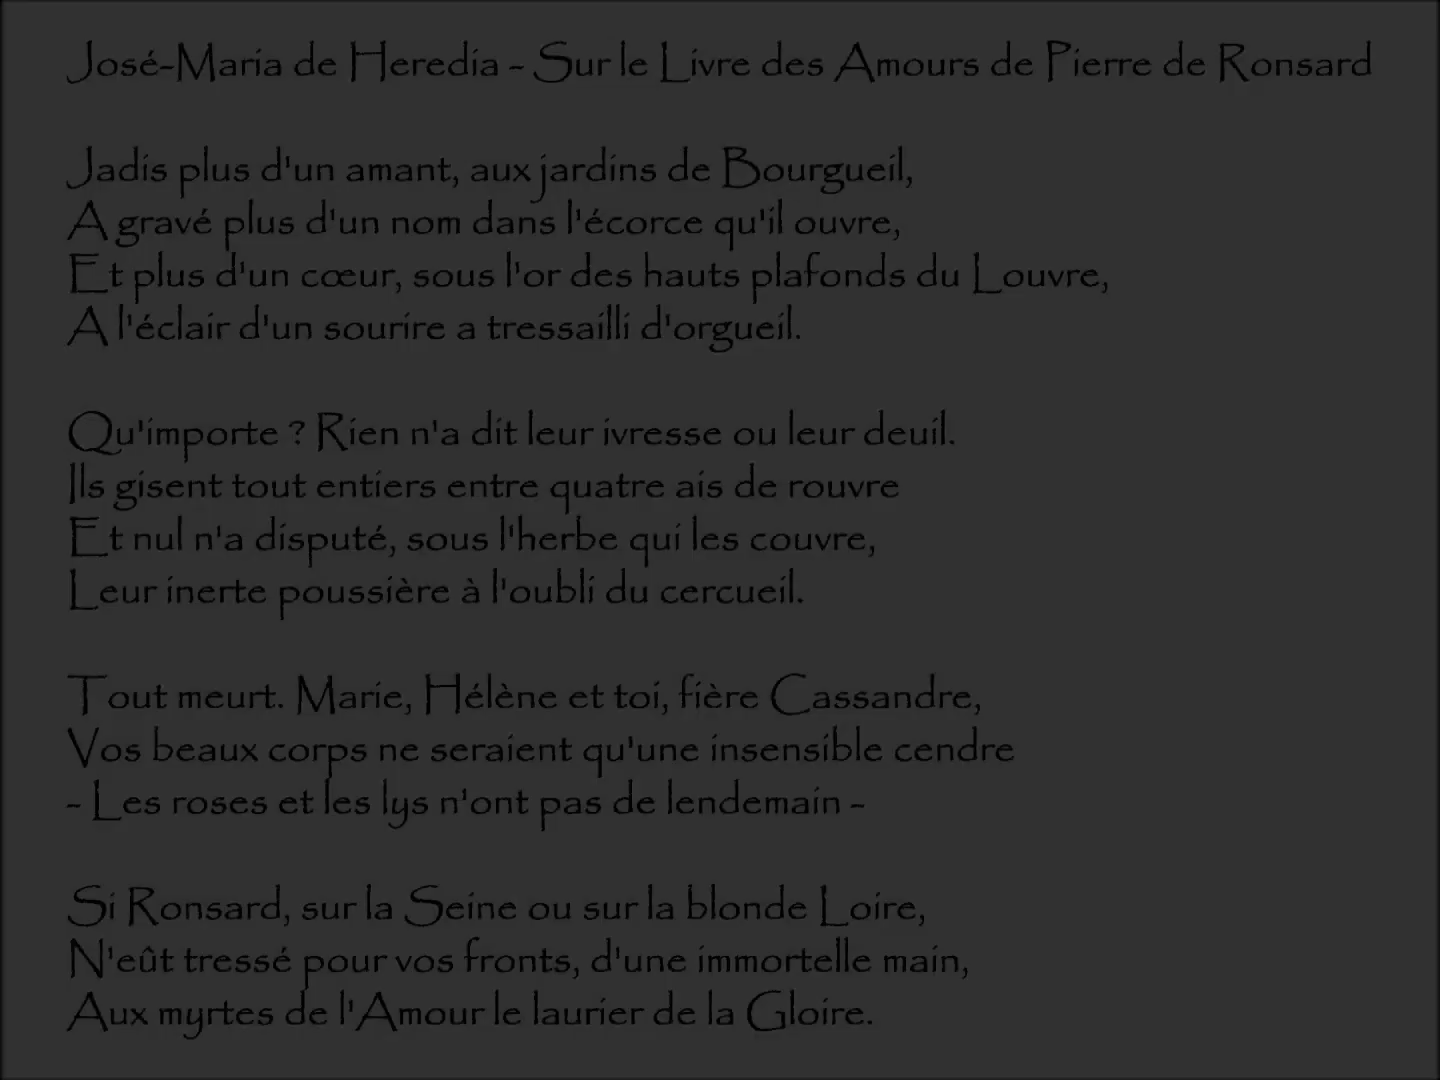 José-Maria de Heredia - Sur le Livre des Amours de Pierre de Ronsard
Jadis plus d'un amant, aux jardins de Bourgueil,
A gravé plus d'un nom dans l'écorce qu'il ouvre,
Et plus d'un cœur, sous l'or des hauts plafonds du Louvre,
A l'éclair d'un sourire a tressailli d'orgueil.
Qu'importe ? Rien n'a dit leur ivresse ou leur deuil.
Ils gisent tout entiers entre quatre ais de rouvre
Et nul n'a disputé, sous l'herbe qui les couvre,
Leur inerte poussière à l'oubli du cercueil.
Tout meurt. Marie, Hélène et toi, fière Cassandre,
Vos beaux corps ne seraient qu'une insensible cendre
- Les roses et les lys n'ont pas de lendemain -
Si Ronsard, sur la Seine ou sur la blonde Loire,
N'eût tressé pour vos fronts, d'une immortelle main,
Aux myrtes de l'Amour le laurier de la Gloire.